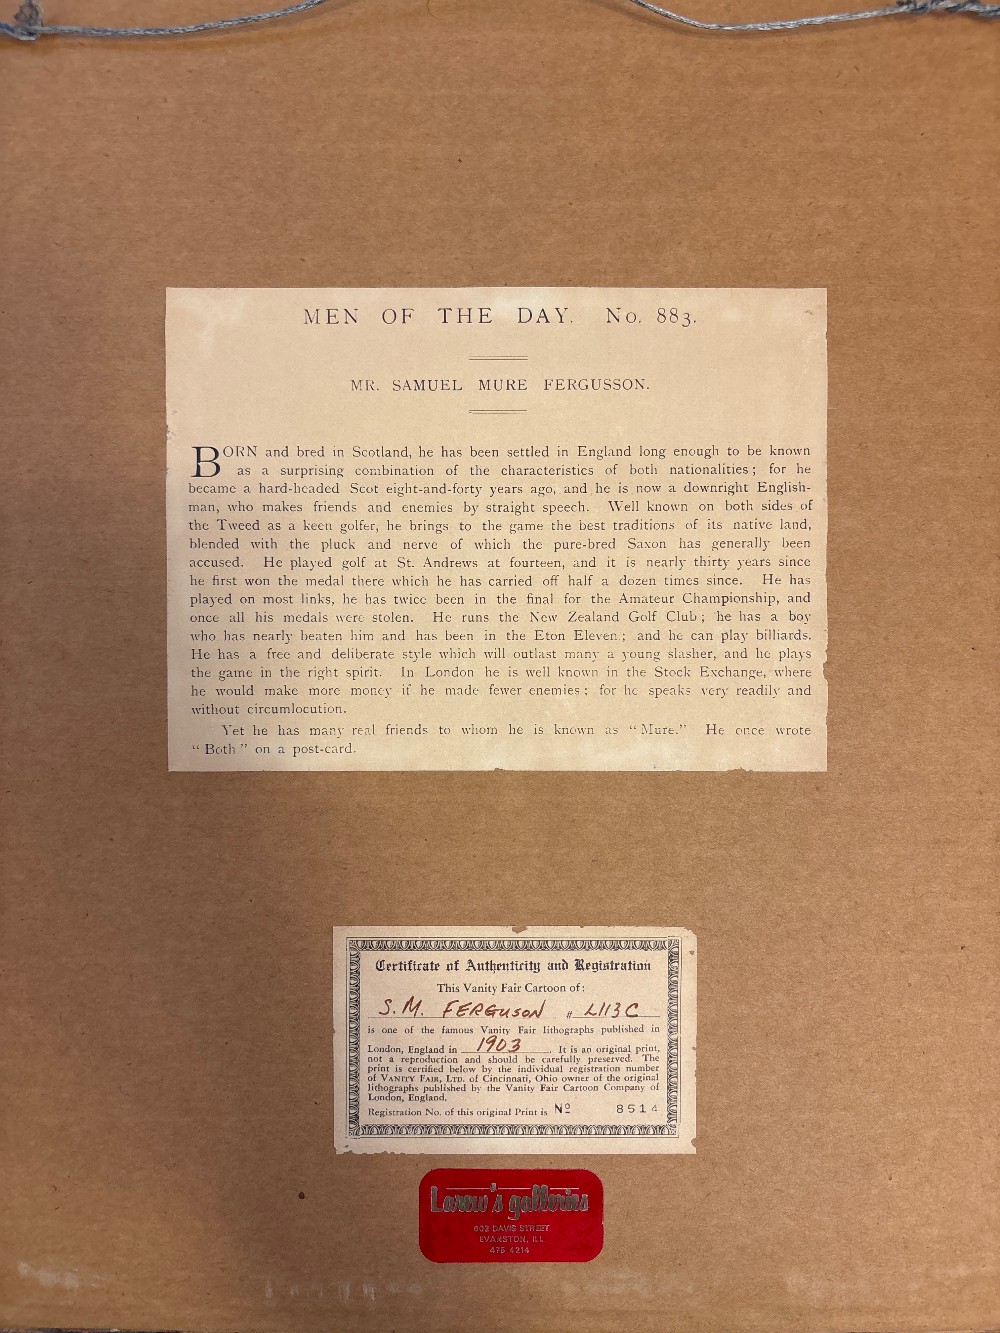 MEN OF THE DAY. No. 883.
MR. SAMUEL MURE FERGUSSON.
BORN and bred in Scotland, he has been settled in England long enough to be known
as a surprising combination of the characteristics of both nationalities; for he
became a hard-headed Scot eight-and-forty years ago, and he is now a downright English-
man, who makes friends and enemies by straight speech. Well known on both sides of
the Tweed as a keen golfer, he brings to the game the best traditions of its native land,
blended with the pluck and nerve of which the pure-bred Saxon has generally been
accused. He played golf at St. Andrews at fourteen, and it is nearly thirty years since
he first won the medal there which he has carried off half a dozen times since. He has
played on most links, he has twice been in the final for the Amateur Championship, and
once all his medals were stolen. He runs the New Zealand Golf Club; he has a boy
who has nearly beaten him and has been in the Eton Eleven; and he can play billiards.
He has a free and deliberate style which will outlast many a young slasher, and he plays
the game in the right spirit. In London he is well known in the Stock Exchange, where
he would make more money if he made fewer enemies; for he speaks very readily and
without circumlocution.
Yet he has many real friends to whom he is known as "Mure." He once wrote
"Both" on a post-card.
Certificate of Authenticity and Registration
This Vanity Fair Cartoon of:
S. M. FERGUSON # L113C
is one of the famous Vanity Fair lithographs published in
London, England in 1903. It is an original print,
not a reproduction and should be carefully preserved. The
print is certified below by the individual registration number
of VANITY FAIR, LTD. of Cincinnati, Ohio owner of the original
lithographs published by the Vanity Fair Cartoon Company of
London, England.
Registration No. of this original Print is Nº 8514
Larew's galleries
602 DAVIS STREET
EVANSTON, ILL
475 4214